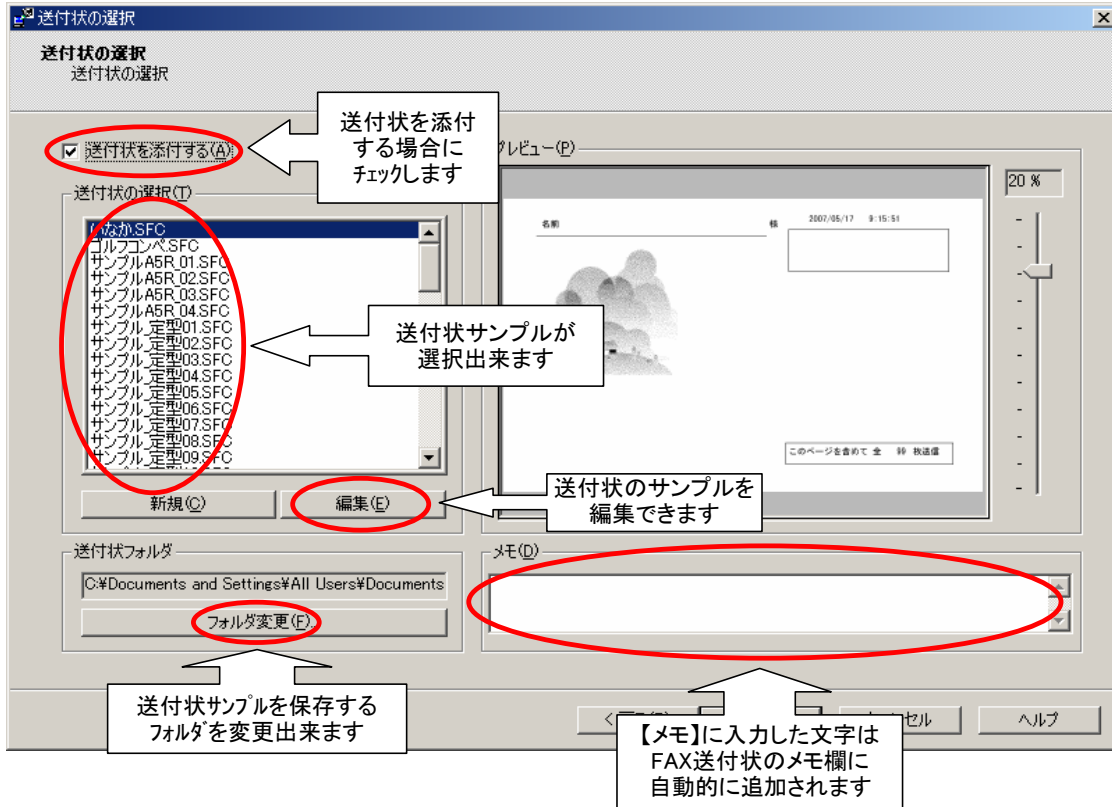 送付状の選択
送付状の選択
送付状の選択
送付状を添付
する場合に
チェックします
送付状を添付する(A)
送付状の選択(T)
いなか.SFC
ゴルフコンペ.SFC
サンプルA5R_01.SFC
サンプルA5R_02.SFC
サンプルA5R_03.SFC
サンプルA5R_04.SFC
サンプル_定型01.SFC
サンプル_定型02.SFC
サンプル_定型03.SFC
サンプル_定型04.SFC
サンプル_定型05.SFC
サンプル_定型06.SFC
サンプル_定型07.SFC
サンプル_定型08.SFC
サンプル_定型09.SFC
送付状サンプルが
選択出来ます
新規(C)
編集(E)
送付状のサンプルを
編集できます
プレビュー(P)
20 %
名前
様
2007/05/17 9:15:51
このページを含めて 全 99 枚送信
送付状フォルダ
C:¥Documents and Settings¥All Users¥Documents
フォルダ変更(F)...
送付状サンプルを保存する
フォルダを変更出来ます
メモ(D)
【メモ】に入力した文字は
FAX送付状のメモ欄に
自動的に追加されます
ヘルプ